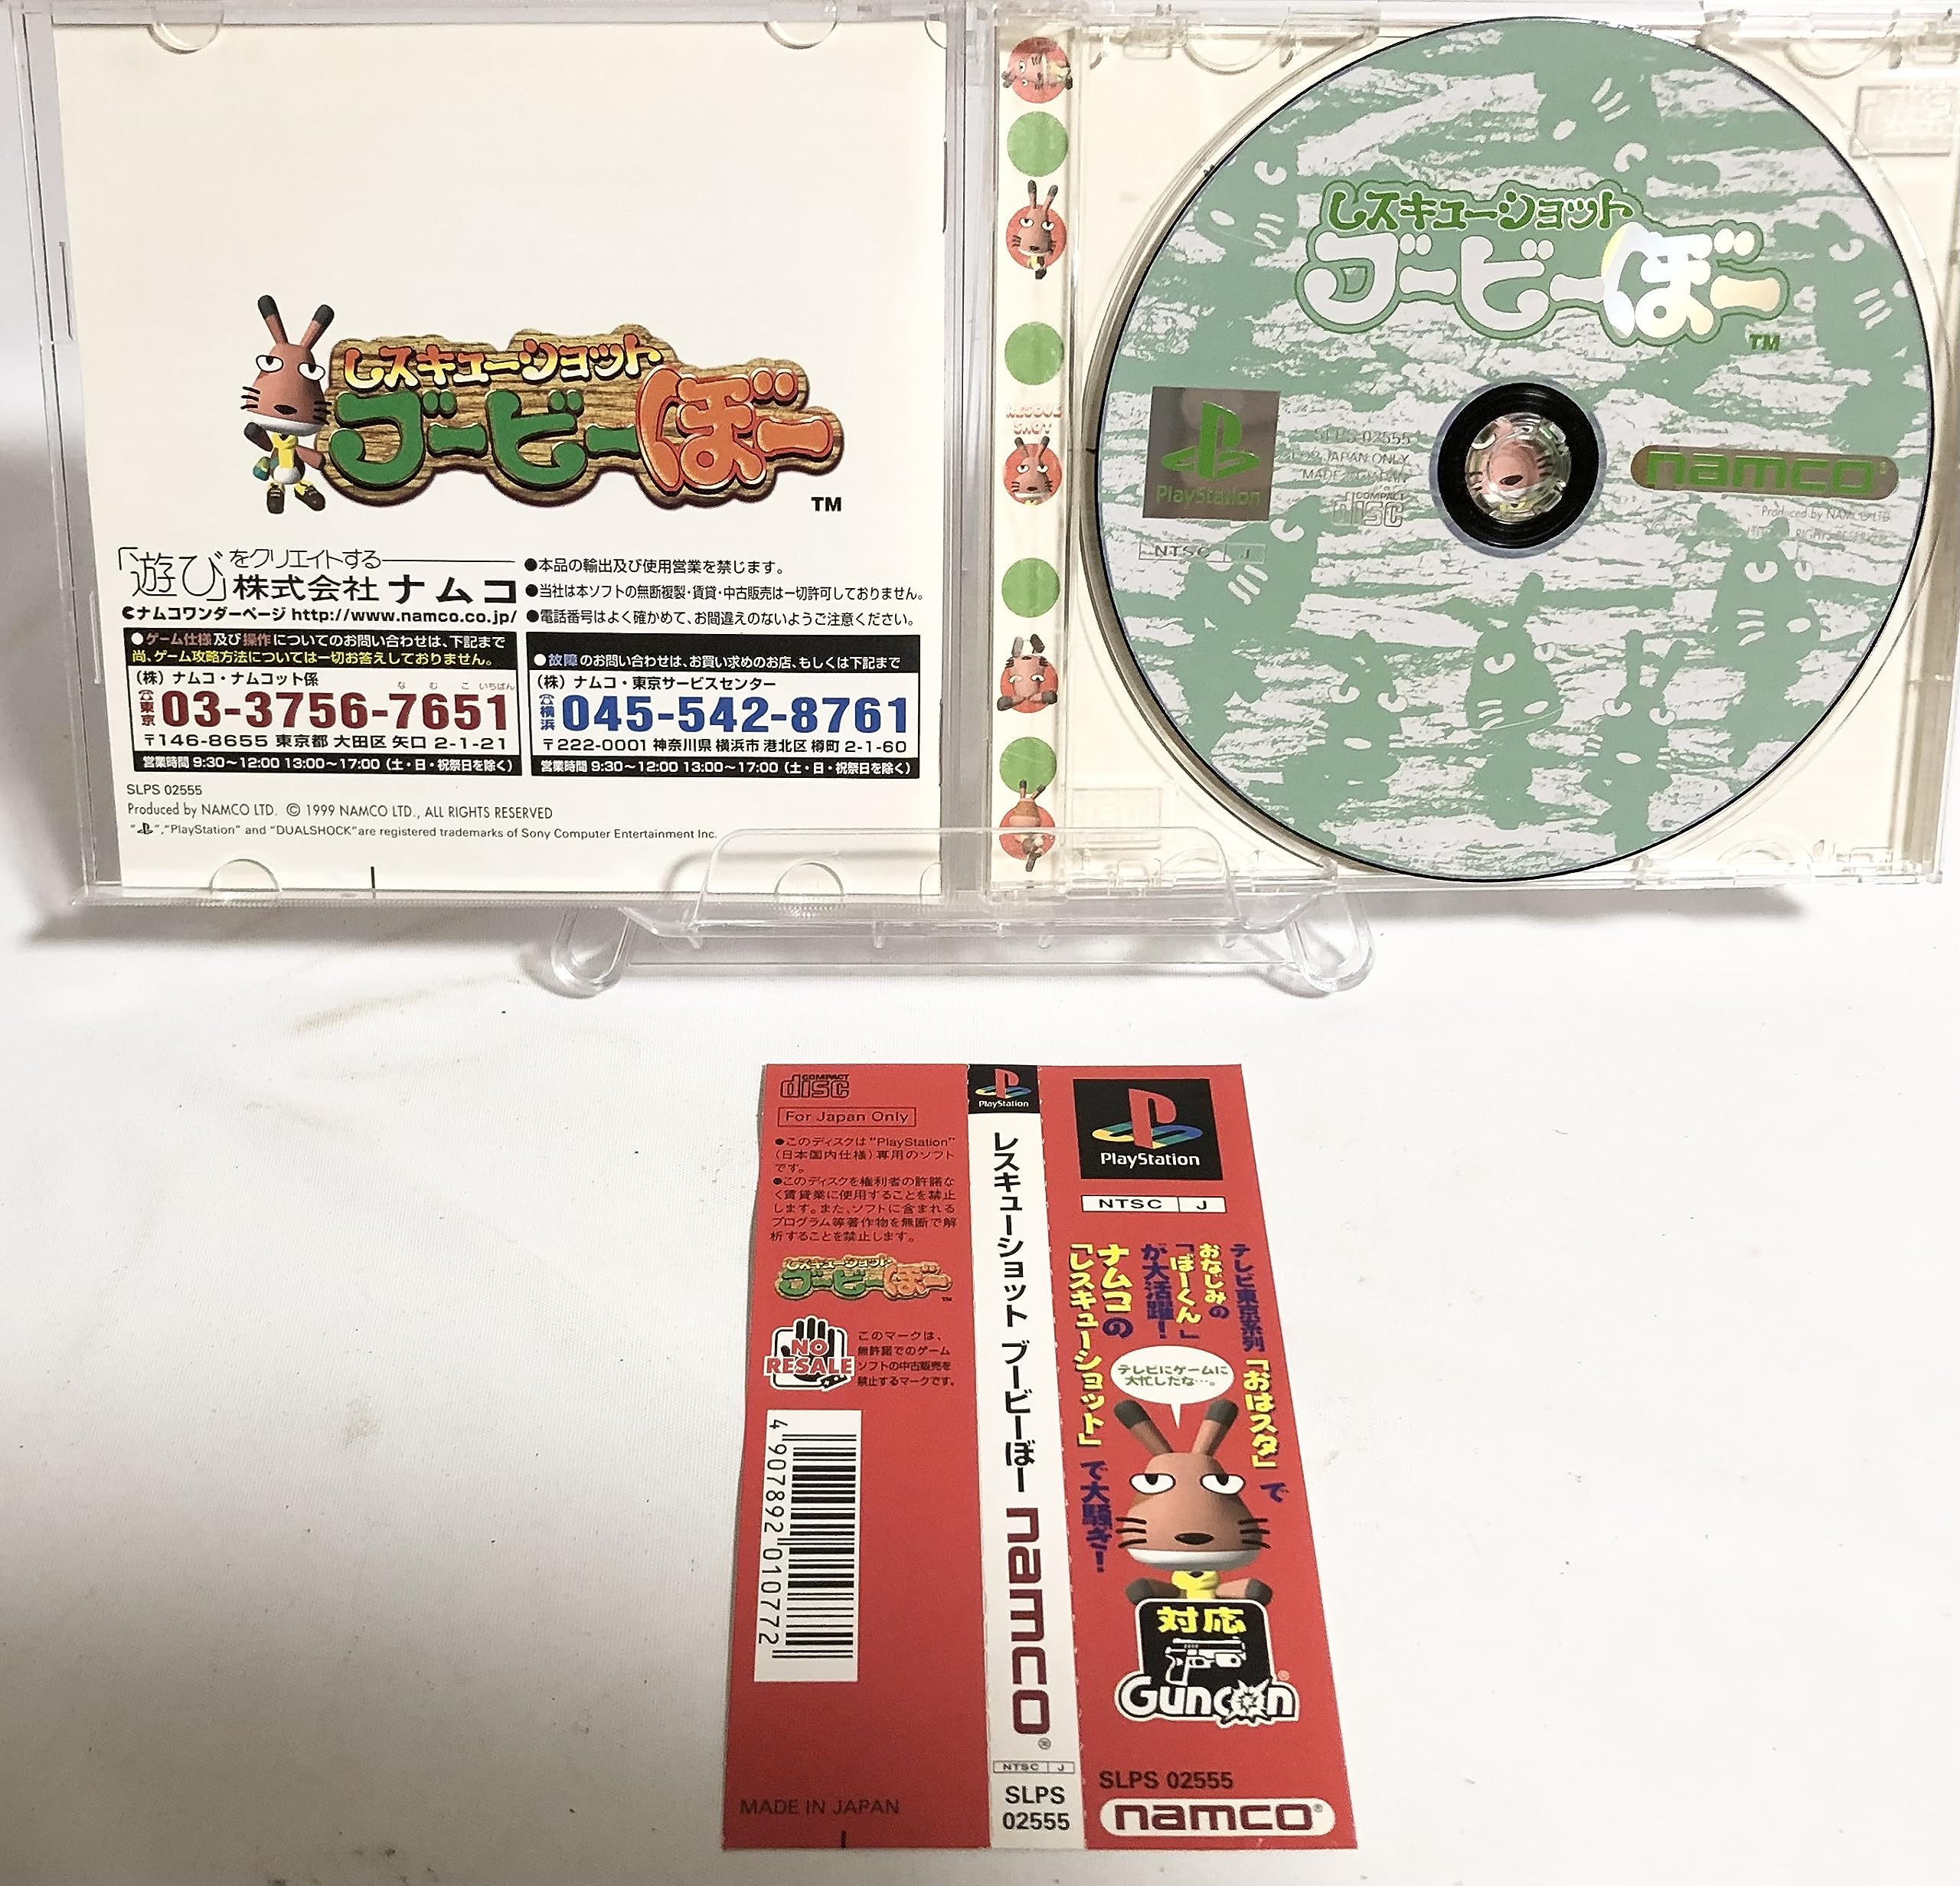 レスキューショット
ブービーぼー
TM
「遊び」をクリエイトする
株式会社ナムコ
ナムコワンダーページ http://www.namco.co.jp/
●本品の輸出及び使用営業を禁じます。
●当社は本ソフトの無断複製・賃貸・中古販売は一切許可しておりません。
●電話番号はよく確かめて、お間違えのないようご注意ください。
●ゲーム仕様及び操作についてのお問い合わせは、下記まで
尚、ゲーム攻略方法については一切お答えしておりません。
(株)ナムコ・ナムコット係
なむこいちばん
☎東京 03-3756-7651
〒146-8655 東京都 大田区 矢口 2-1-21
営業時間 9:30～12:00 13:00～17:00 (土・日・祝祭日を除く)
●故障のお問い合わせは、お買い求めのお店、もしくは下記まで
(株)ナムコ・東京サービスセンター
☎横浜 045-542-8761
〒222-0001 神奈川県 横浜市 港北区 樽町 2-1-60
営業時間 9:30～12:00 13:00～17:00 (土・日・祝祭日を除く)
SLPS 02555
Produced by NAMCO LTD. © 1999 NAMCO LTD., ALL RIGHTS RESERVED
"PS","PlayStation" and "DUALSHOCK" are registered trademarks of Sony Computer Entertainment Inc.
RESCUE
SHOT
レスキューショット
ブービーぼー
TM
PlayStation
SLPS 02555
FOR JAPAN ONLY
MADE IN JAPAN
COMPACT
disc
NTSC J
namco
Produced by NAMCO LTD.
COMPACT
disc
For Japan Only
●このディスクは"PlayStation"
(日本国内仕様)専用のソフト
です。
●このディスクを権利者の許諾な
く賃貸業に使用することを禁止
します。また、ソフトに含まれる
プログラム等著作物を無断で解
析することを禁止します。
レスキューショット
ブービーぼー
TM
NO
RESALE
このマークは、
無許諾でのゲーム
ソフトの中古販売を
禁止するマークです。
4907892010772
MADE IN JAPAN
PlayStation
レスキューショット ブービーぼー
namco
NTSC J
SLPS
02555
PlayStation
NTSC J
テレビ東京系列「おはスタ」で
おなじみの
「ぼーくん」
が大活躍!
ナムコの
「レスキューショット」で大騒ぎ!
テレビにゲームに
大忙しだな…。
対応
Guncon
SLPS 02555
namco